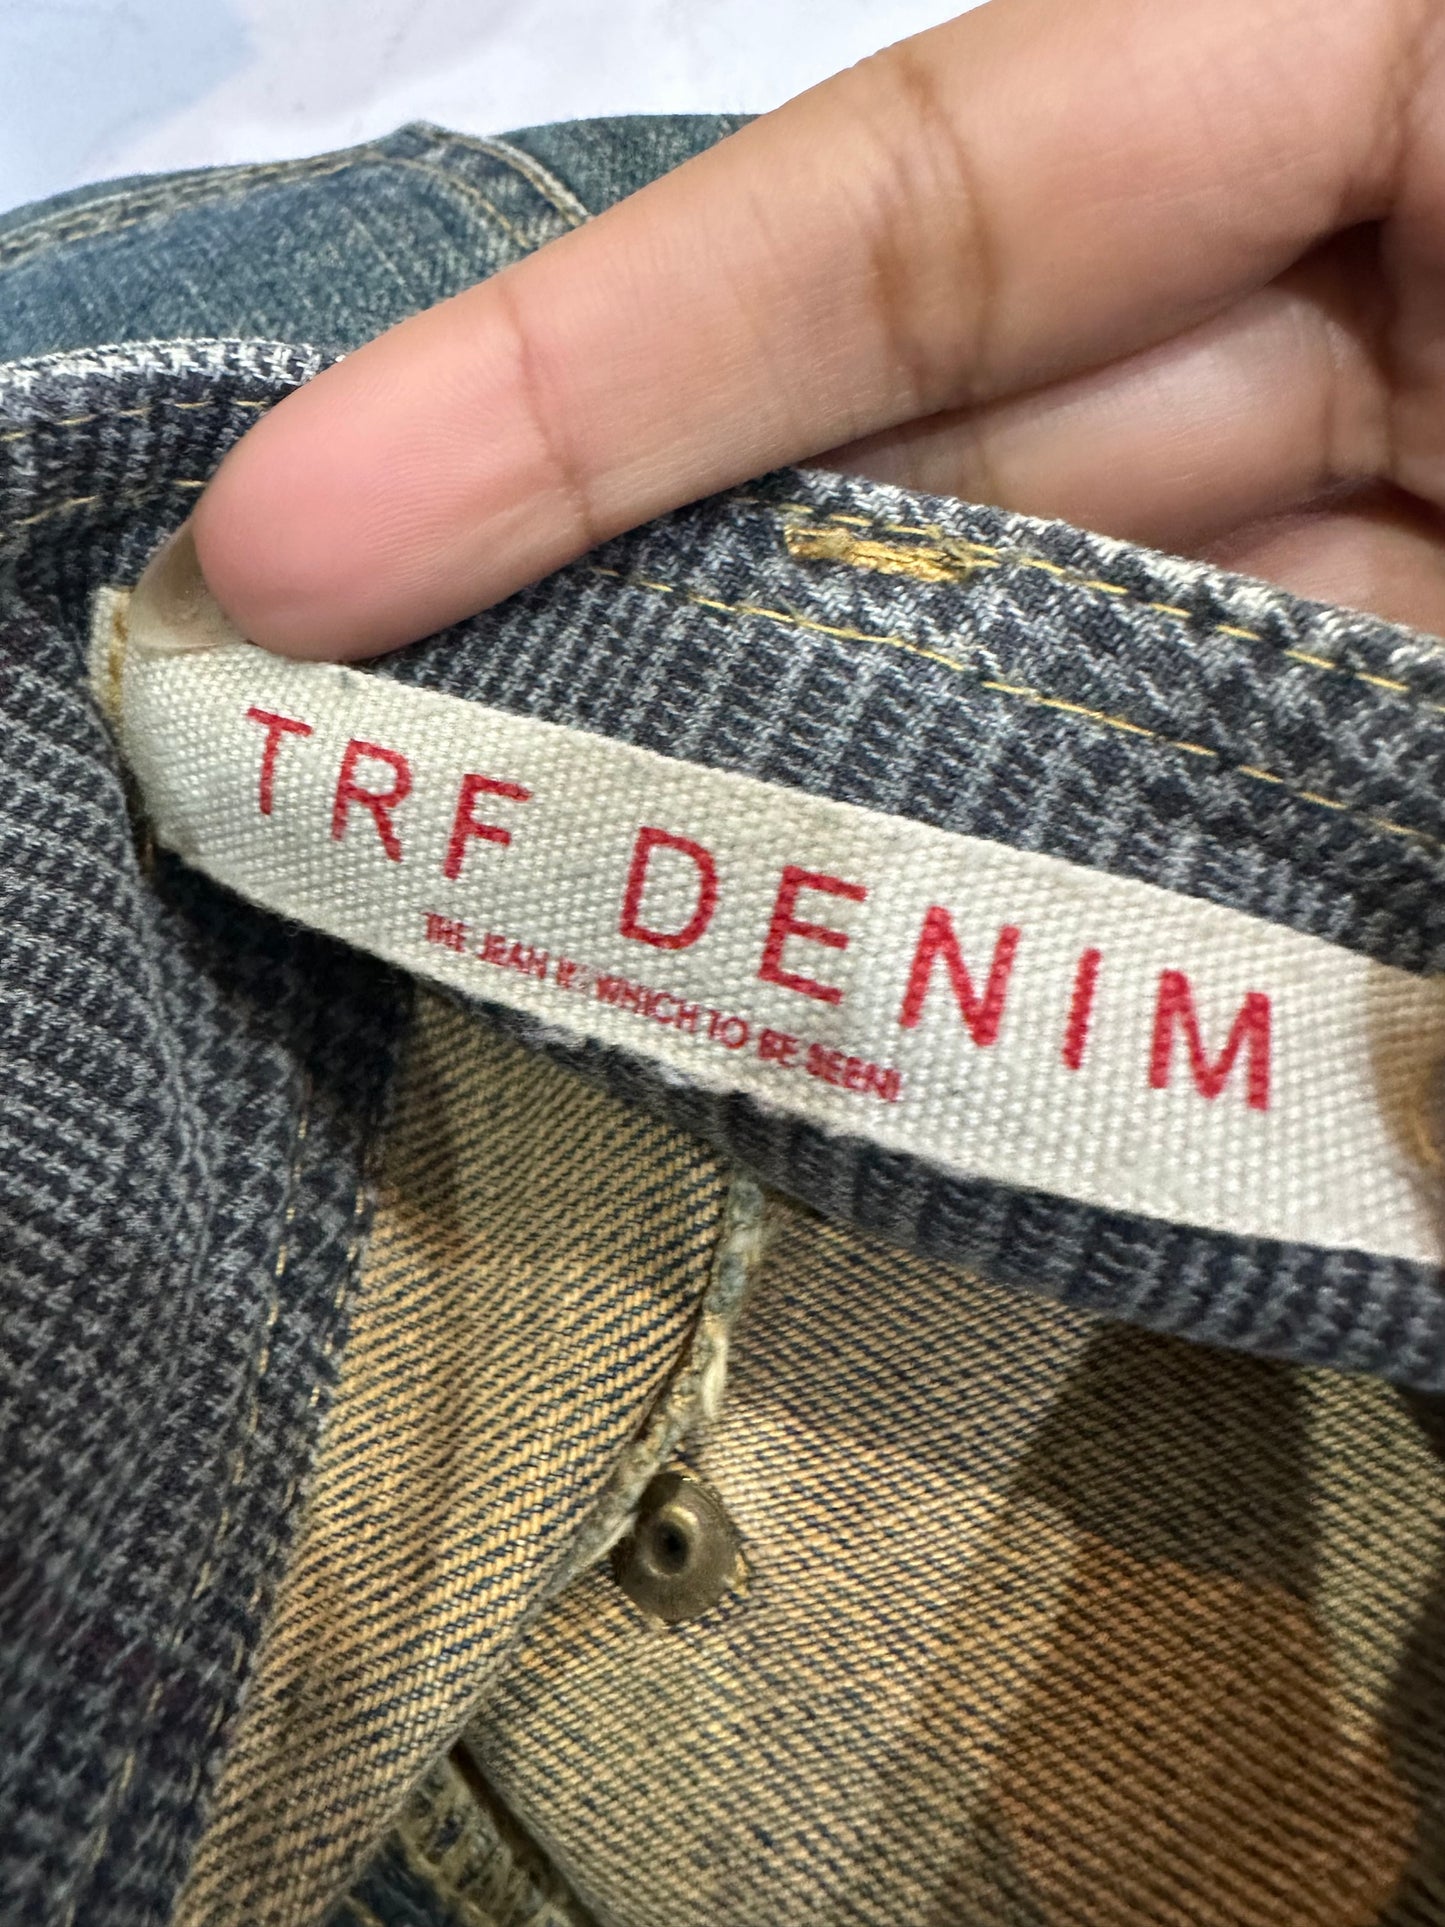 TRF DENIM
THE JEAN IN WHICH TO BE SEEN!